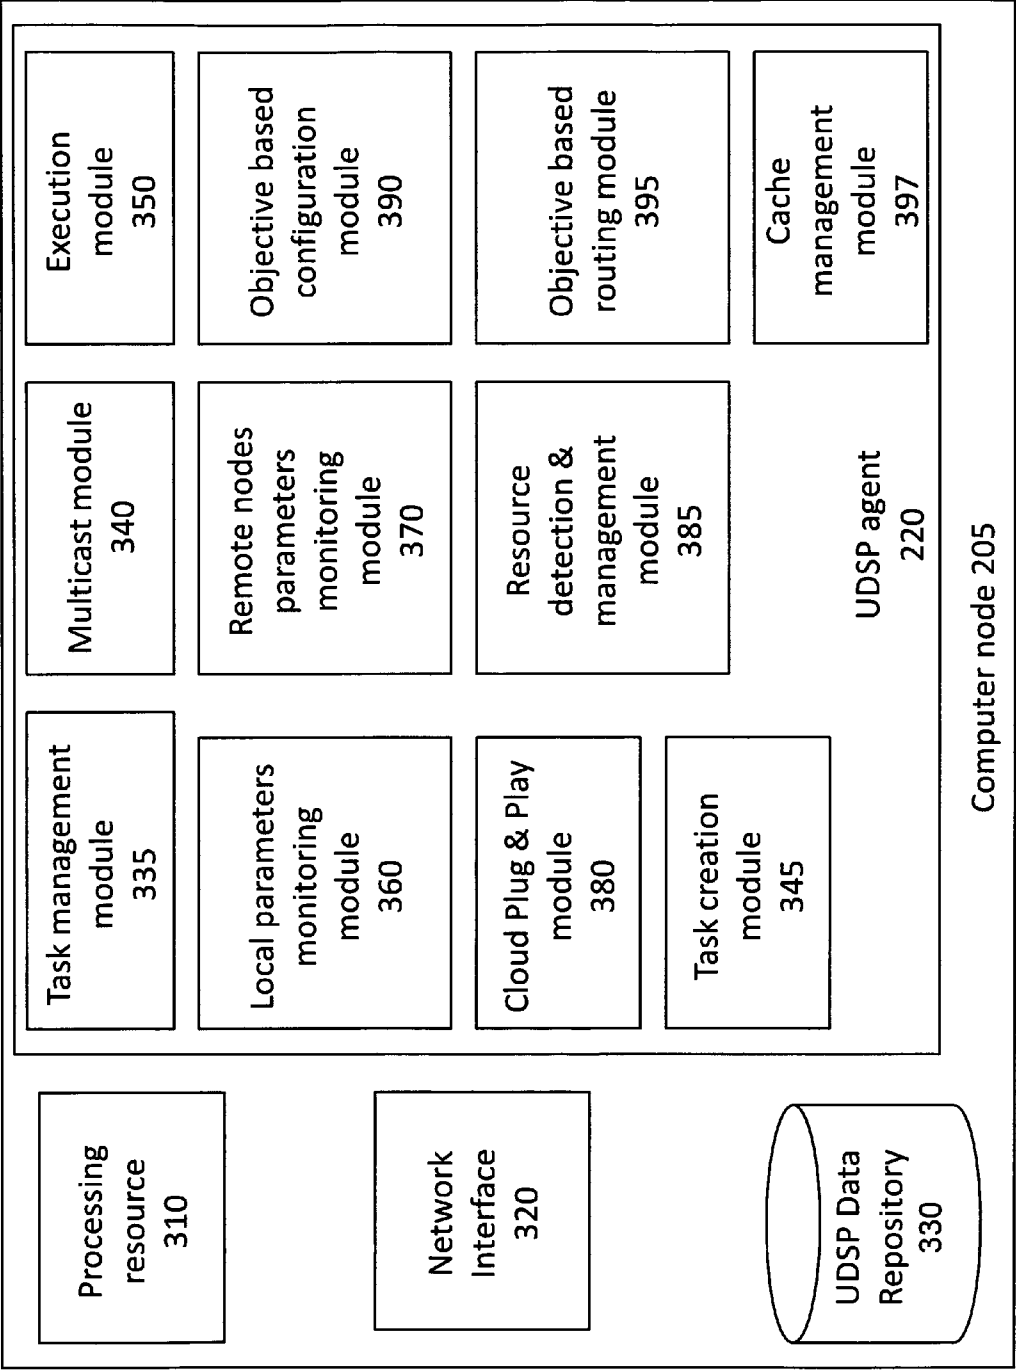 Processing
resource
310
Network
Interface
320
UDSP Data
Repository
330
Task management
module
335
Multicast module
340
Execution
module
350
Local parameters
monitoring
module
360
Remote nodes
parameters
monitoring
module
370
Objective based
configuration
module
390
Cloud Plug & Play
module
380
Resource
detection &
management
module
385
Objective based
routing module
395
Task creation
module
345
Cache
management
module
397
UDSP agent
220
Computer node 205